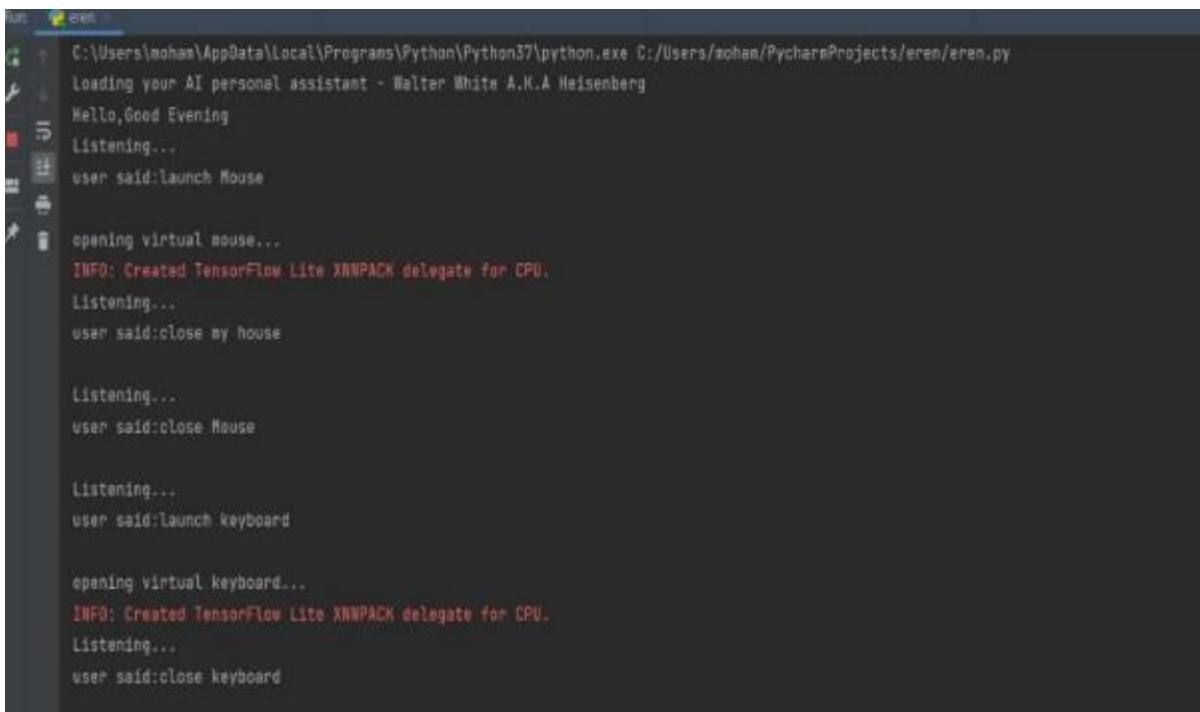 Run: eren
C:\Users\moham\AppData\Local\Programs\Python\Python37\python.exe C:/Users/moham/PycharmProjects/eren/eren.py
Loading your AI personal assistant - Walter White A.K.A Heisenberg
Hello,Good Evening
Listening...
user said:launch Mouse
opening virtual mouse...
INFO: Created TensorFlow Lite XNNPACK delegate for CPU.
Listening...
user said:close my house
Listening...
user said:close Mouse
Listening...
user said:launch keyboard
opening virtual keyboard...
INFO: Created TensorFlow Lite XNNPACK delegate for CPU.
Listening...
user said:close keyboard